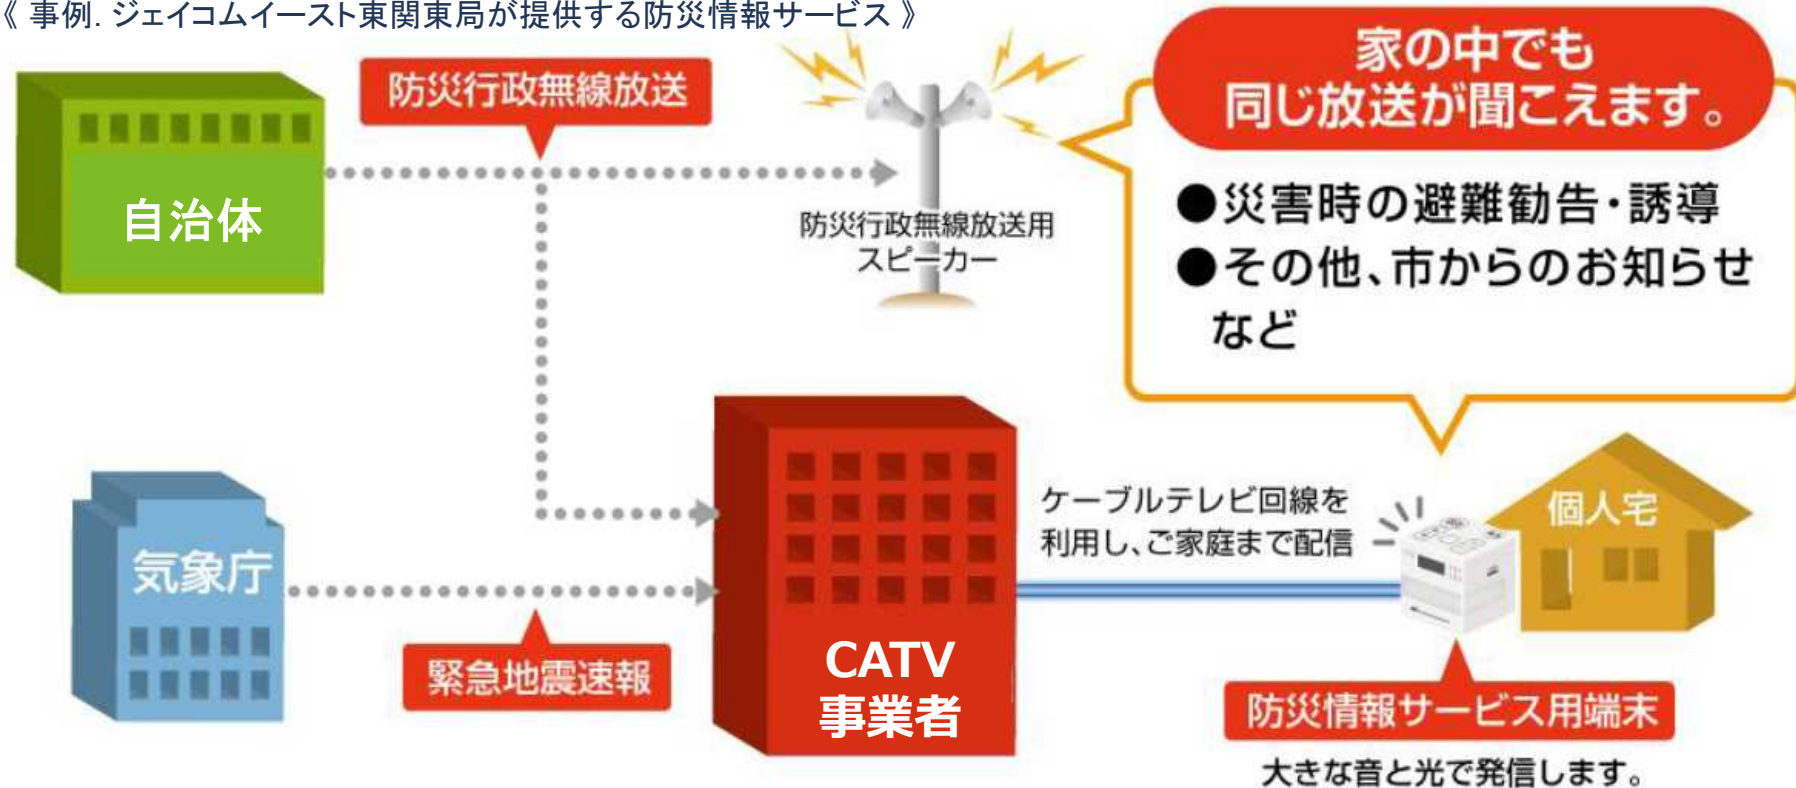 《 事例. ジェイコムイースト東関東局が提供する防災情報サービス 》
防災行政無線放送
家の中でも
同じ放送が聞こえます。
自治体
防災行政無線放送用
スピーカー
●災害時の避難勧告・誘導
●その他、市からのお知らせ
など
気象庁
緊急地震速報
CATV
事業者
ケーブルテレビ回線を
利用し、ご家庭まで配信
個人宅
防災情報サービス用端末
大きな音と光で発信します。